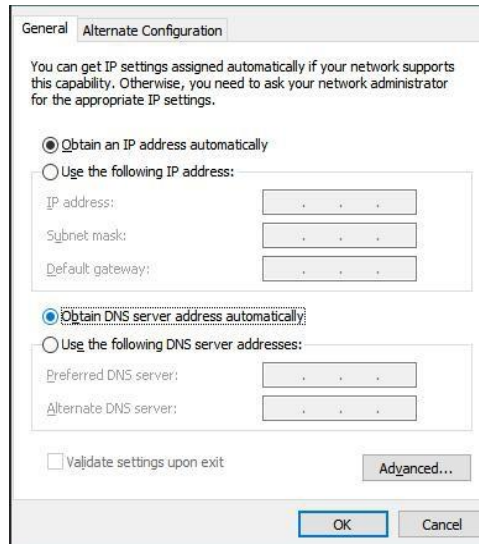 General
Alternate Configuration
You can get IP settings assigned automatically if your network supports
this capability. Otherwise, you need to ask your network administrator
for the appropriate IP settings.
Obtain an IP address automatically
Use the following IP address:
IP address:
Subnet mask:
Default gateway:
Obtain DNS server address automatically
Use the following DNS server addresses:
Preferred DNS server:
Alternate DNS server:
Validate settings upon exit
Advanced...
OK
Cancel